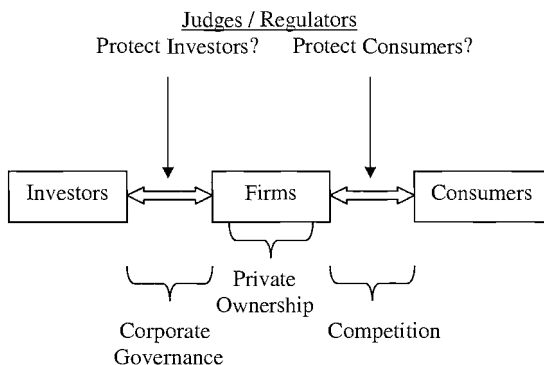 Judges / Regulators
Protect Investors? Protect Consumers?
Investors Firms Consumers
Private
Ownership
Corporate
Governance
Competition